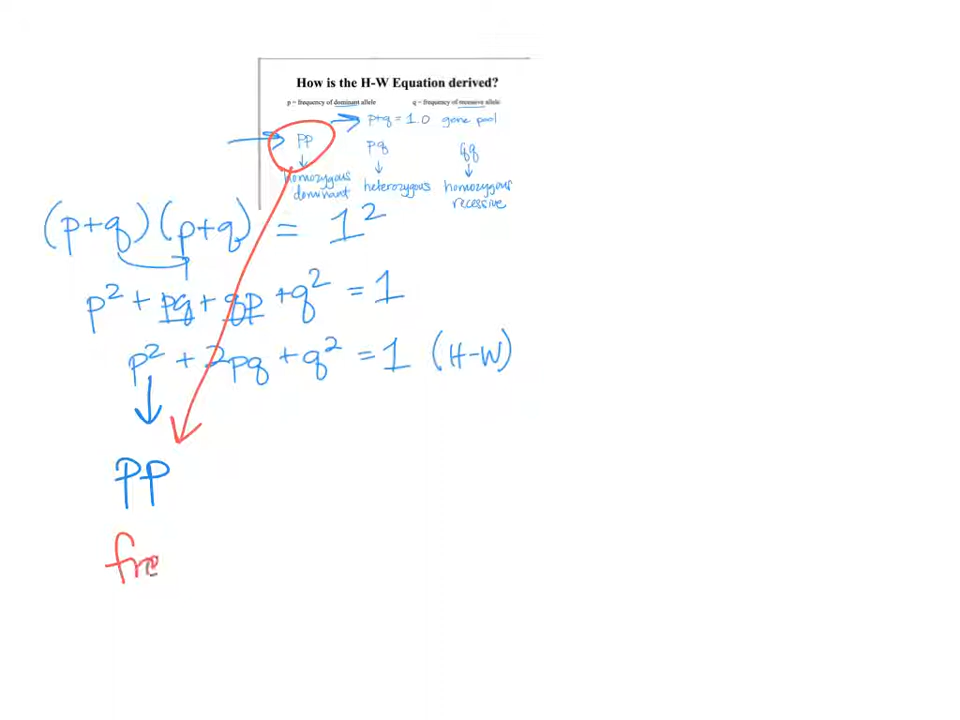 How is the H-W Equation derived?
p = frequency of dominant allele q = frequency of recessive allele
p+q = 1.0 gene pool
pp pq qq
homozygous dominant heterozygous homozygous recessive
(p+q)(p+q) = 1²
p² + pq + qp + q² = 1
p² + 2pq + q² = 1 (H-W)
PP
fre